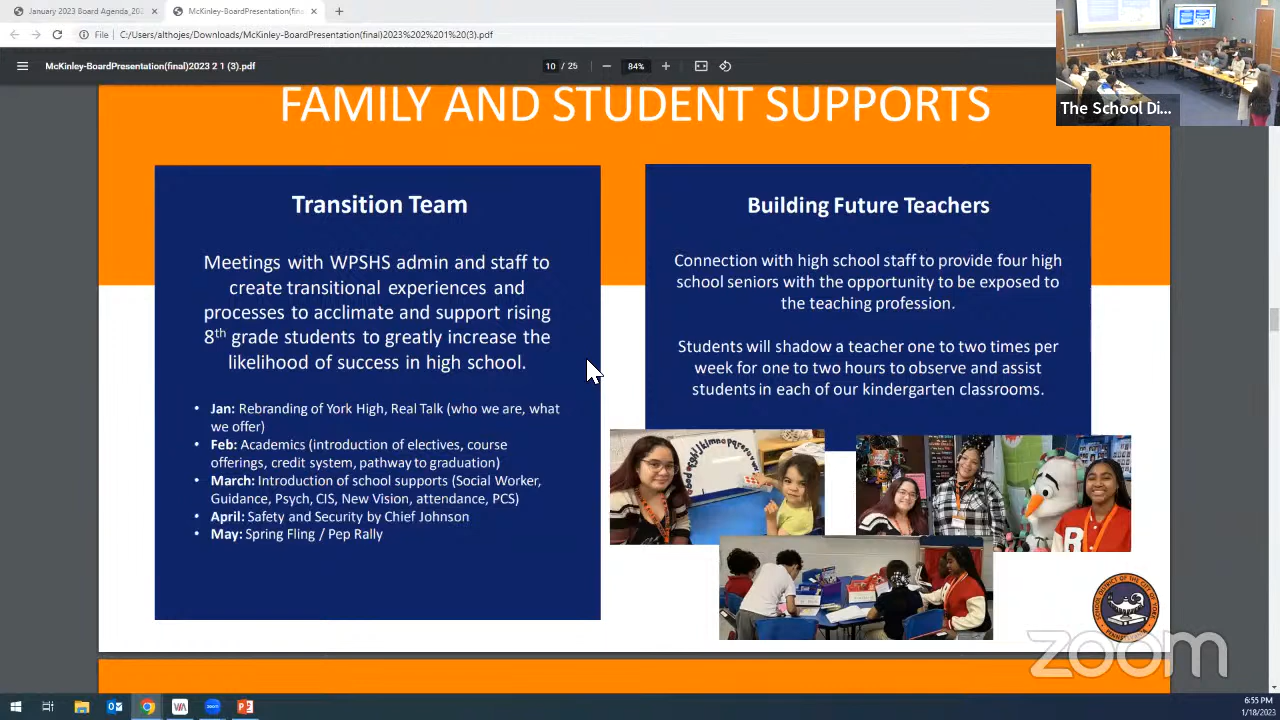 January 2023 Board Agenda_202
McKinley-BoardPresentation(final
File
C:/Users/althojes/Downloads/McKinley-BoardPresentation(final)2023%202%201%20(3).pdf
McKinley-BoardPresentation(final)2023 2 1 (3).pdf
10 / 25
84%
The School Di...
FAMILY AND STUDENT SUPPORTS
Transition Team
Meetings with WPSHS admin and staff to
create transitional experiences and
processes to acclimate and support rising
8th grade students to greatly increase the
likelihood of success in high school.
• Jan: Rebranding of York High, Real Talk (who we are, what
we offer)
• Feb: Academics (introduction of electives, course
offerings, credit system, pathway to graduation)
• March: Introduction of school supports (Social Worker,
Guidance, Psych, CIS, New Vision, attendance, PCS)
• April: Safety and Security by Chief Johnson
• May: Spring Fling / Pep Rally
Building Future Teachers
Connection with high school staff to provide four high
school seniors with the opportunity to be exposed to
the teaching profession.
Students will shadow a teacher one to two times per
week for one to two hours to observe and assist
students in each of our kindergarten classrooms.
R
SCHOOL DISTRICT OF THE CITY OF YORK
zoom
6:55 PM
1/18/2023